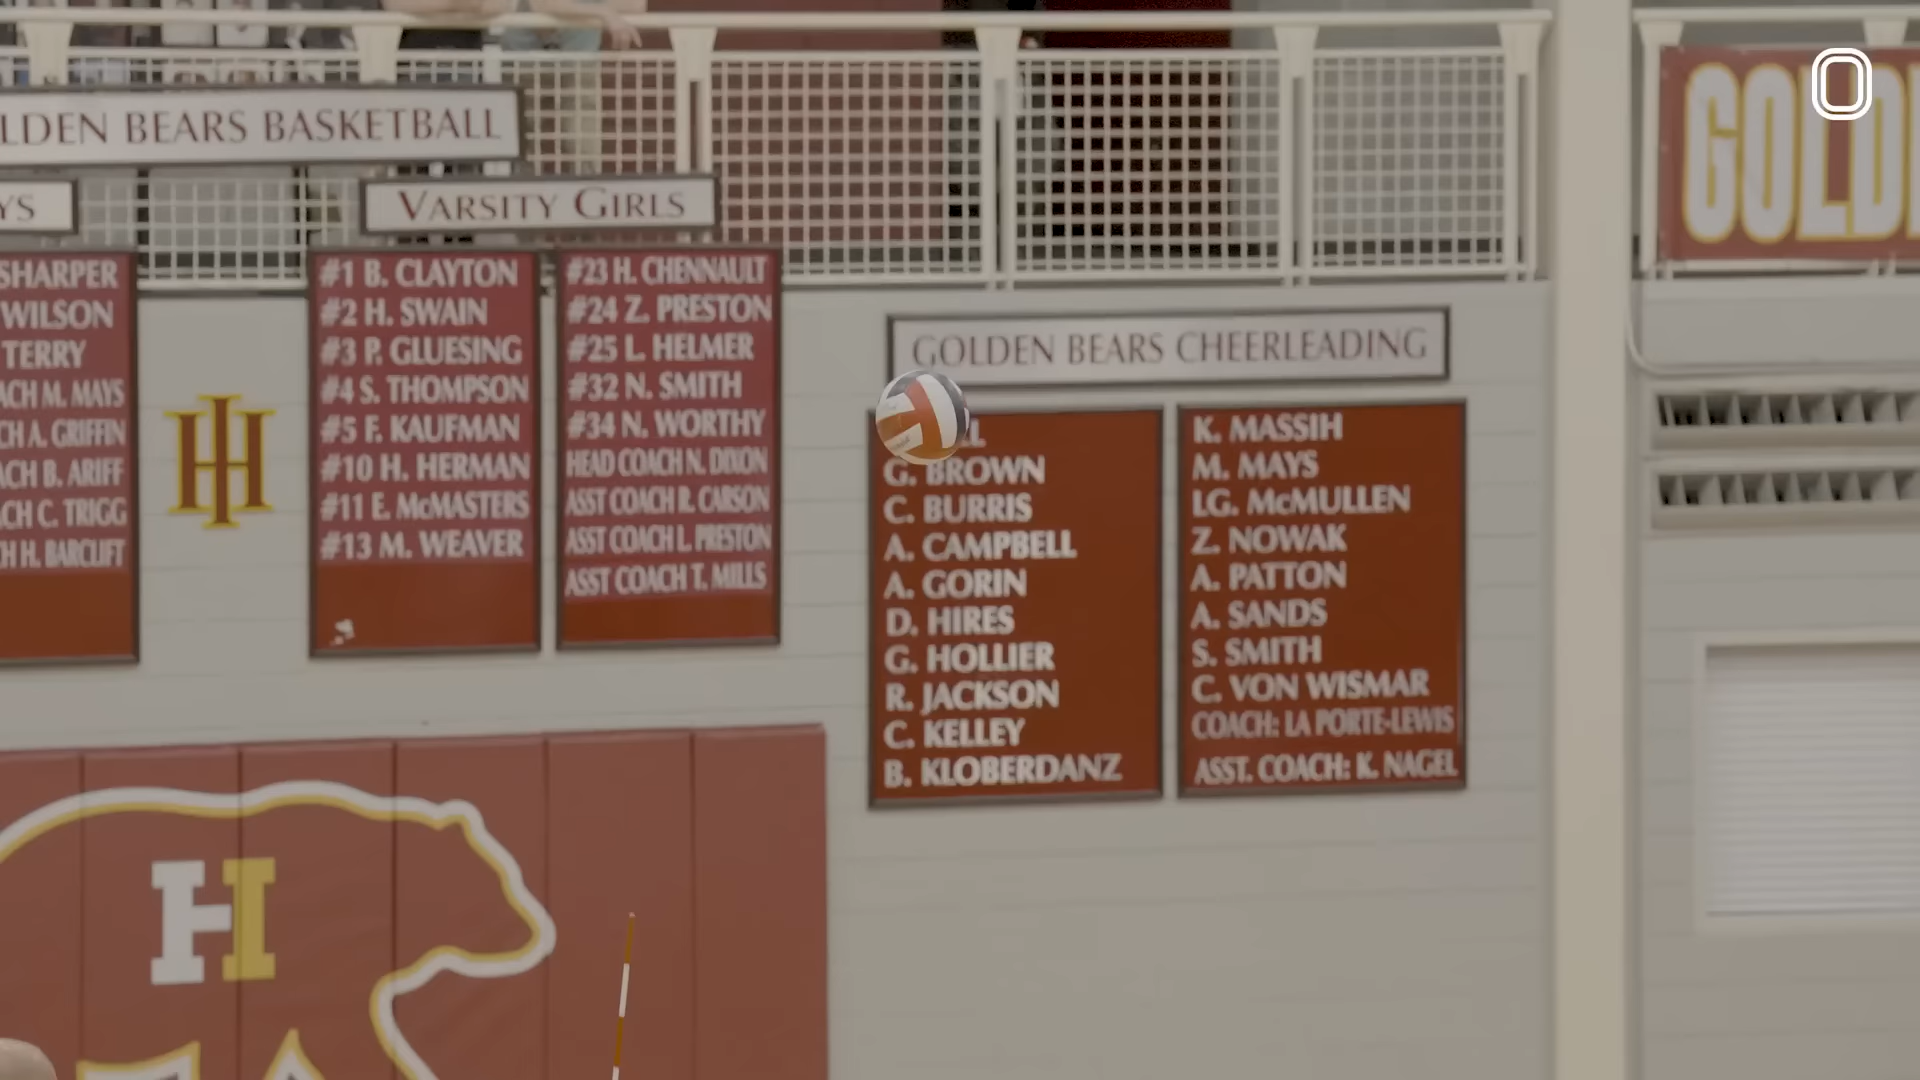 LDEN BEARS BASKETBALL
YS
VARSITY GIRLS
SHARPER
WILSON
TERRY
ACH M. MAYS
CH A. GRIFFIN
ACH B. ARIFF
CH C. TRIGG
H H. BARCLIFT
#1 B. CLAYTON
#2 H. SWAIN
#3 P. GLUESING
#4 S. THOMPSON
#5 F. KAUFMAN
#10 H. HERMAN
#11 E. McMASTERS
#13 M. WEAVER
#23 H. CHENNAULT
#24 Z. PRESTON
#25 L. HELMER
#32 N. SMITH
#34 N. WORTHY
HEAD COACH N. DIXON
ASST COACH R. CARSON
ASST COACH L. PRESTON
ASST COACH T. MILLS
GOLDEN BEARS CHEERLEADING
G. BROWN
C. BURRIS
A. CAMPBELL
A. GORIN
D. HIRES
G. HOLLIER
R. JACKSON
C. KELLEY
B. KLOBERDANZ
K. MASSIH
M. MAYS
LG. McMULLEN
Z. NOWAK
A. PATTON
A. SANDS
S. SMITH
C. VON WISMAR
COACH: LA PORTE-LEWIS
ASST. COACH: K. NAGEL
GOLD
H